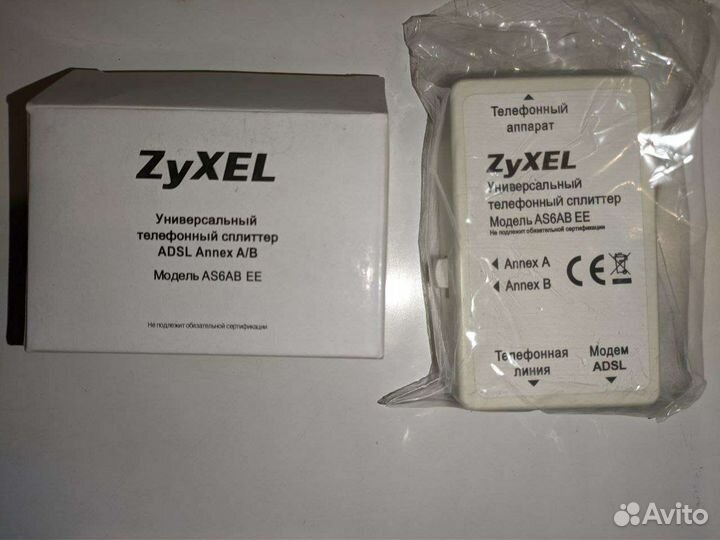 ZyXEL
Универсальный
телефонный сплиттер
ADSL Annex A/B
Модель AS6AB EE
Не подлежит обязательной сертификации
Телефонный
аппарат
ZyXEL
Универсальный
телефонный сплиттер
Модель AS6AB EE
Не подлежит обязательной сертификации
Annex A
Annex B
CE
Телефонная
линия
Модем
ADSL
Avito